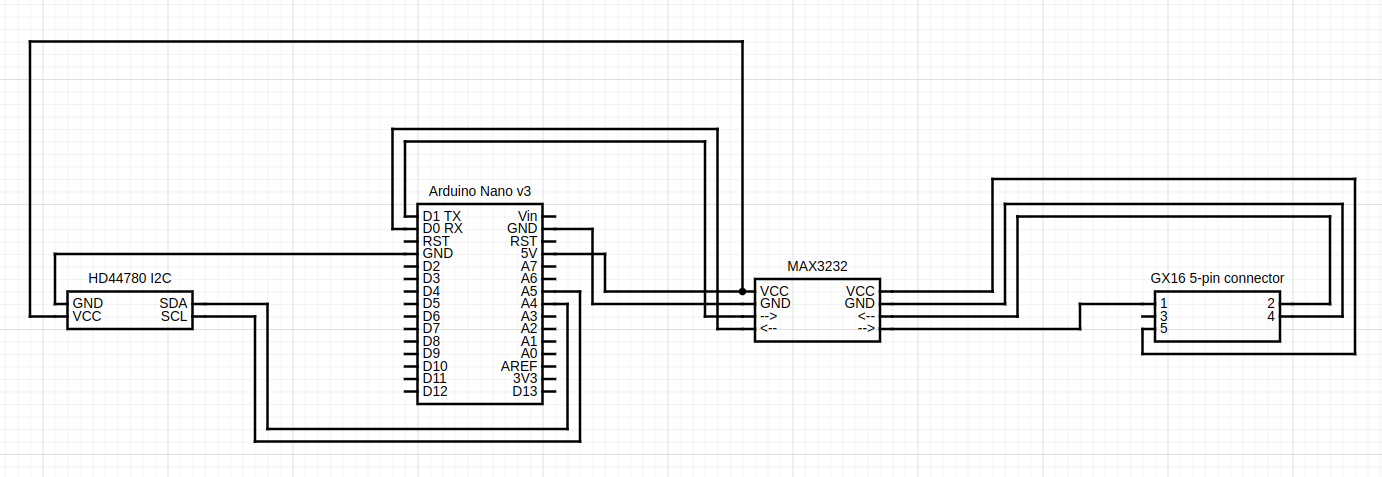 Arduino Nano v3
D1 TX Vin
D0 RX GND
RST RST
GND 5V
D2 A7
D3 A6
D4 A5
D5 A4
D6 A3
D7 A2
D8 A1
D9 A0
D10 AREF
D11 3V3
D12 D13
HD44780 I2C
GND SDA
VCC SCL
MAX3232
VCC VCC
GND GND
--> <--
<-- -->
GX16 5-pin connector
1 2
3 4
5